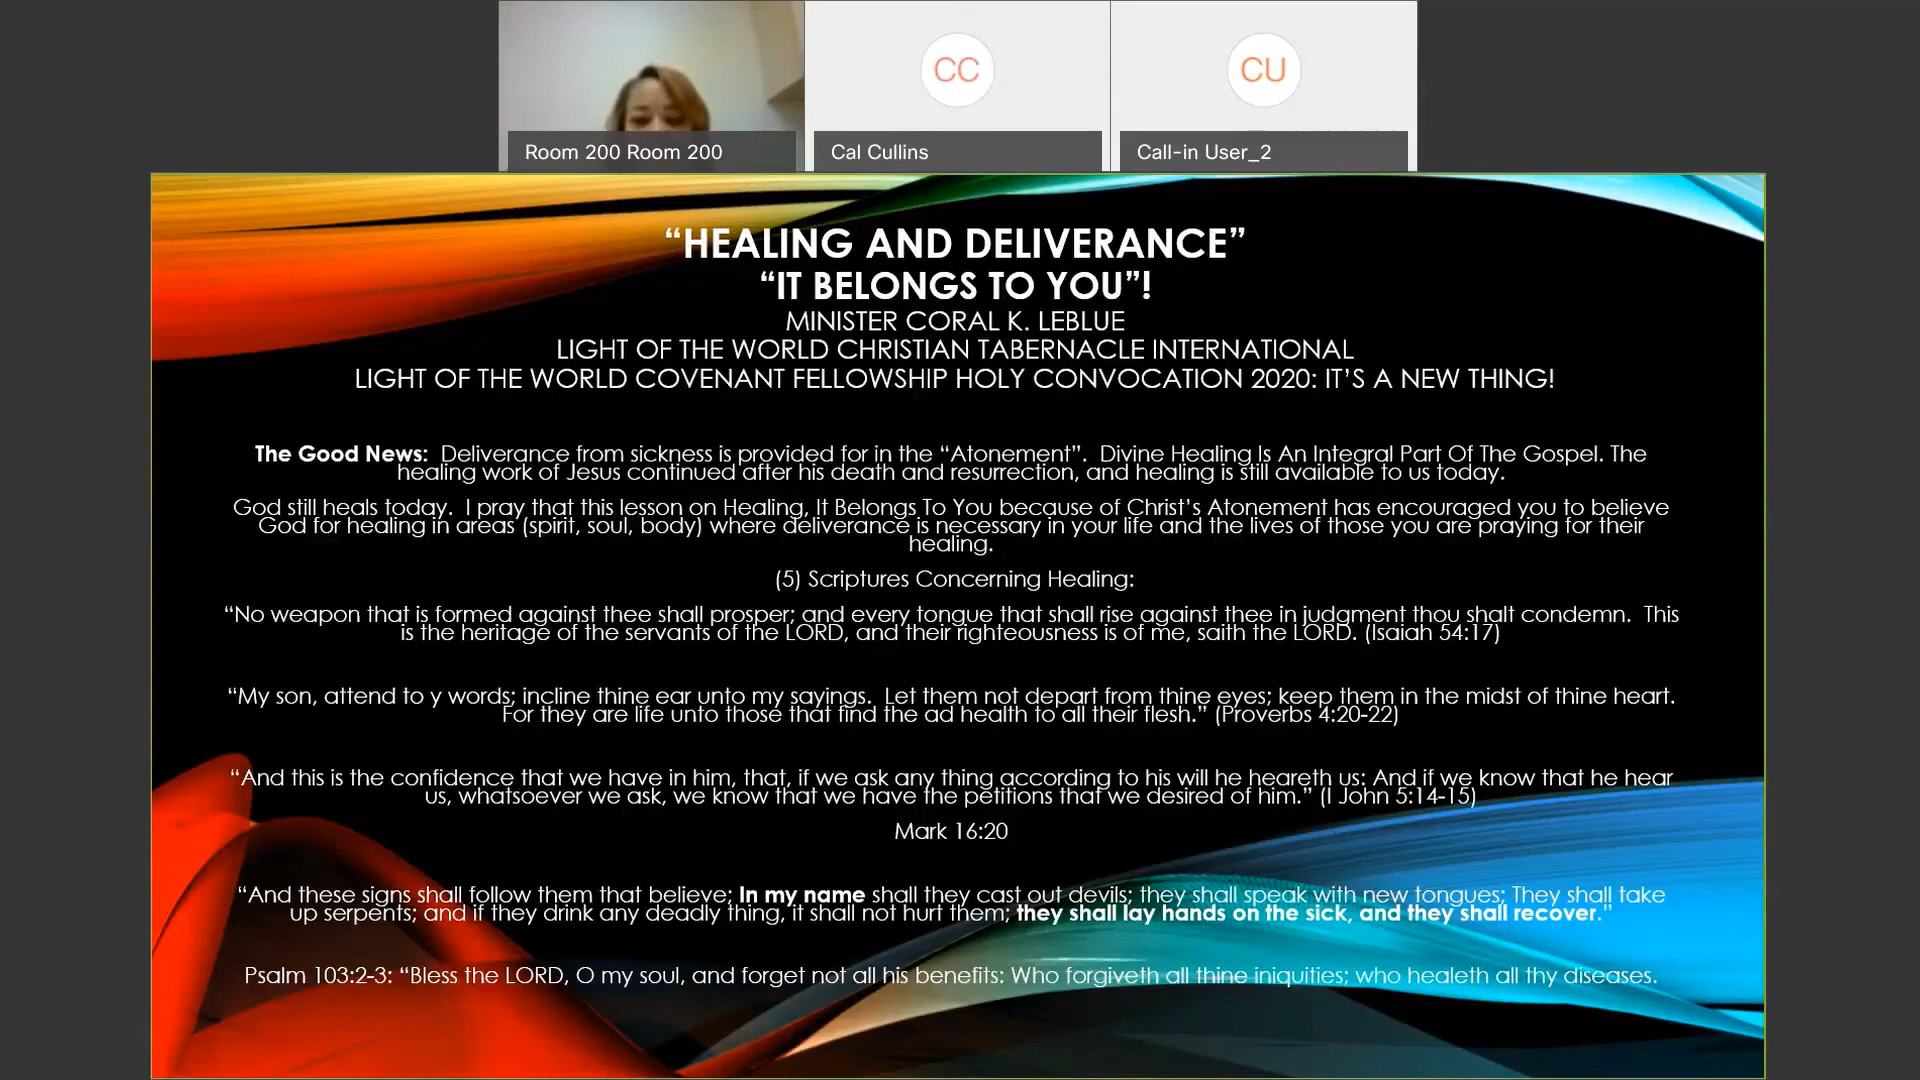 CC
CU
Room 200 Room 200
Cal Cullins
Call-in User_2
“HEALING AND DELIVERANCE”
“IT BELONGS TO YOU”!
MINISTER CORAL K. LEBLUE
LIGHT OF THE WORLD CHRISTIAN TABERNACLE INTERNATIONAL
LIGHT OF THE WORLD COVENANT FELLOWSHIP HOLY CONVOCATION 2020: IT’S A NEW THING!
The Good News:  Deliverance from sickness is provided for in the “Atonement”.  Divine Healing Is An Integral Part Of The Gospel. The
healing work of Jesus continued after his death and resurrection, and healing is still available to us today.
God still heals today.  I pray that this lesson on Healing, It Belongs To You because of Christ’s Atonement has encouraged you to believe
God for healing in areas (spirit, soul, body) where deliverance is necessary in your life and the lives of those you are praying for their
healing.
(5) Scriptures Concerning Healing:
“No weapon that is formed against thee shall prosper; and every tongue that shall rise against thee in judgment thou shalt condemn.  This
is the heritage of the servants of the LORD, and their righteousness is of me, saith the LORD. (Isaiah 54:17)
“My son, attend to y words; incline thine ear unto my sayings.  Let them not depart from thine eyes; keep them in the midst of thine heart.
For they are life unto those that find the ad health to all their flesh.” (Proverbs 4:20-22)
“And this is the confidence that we have in him, that, if we ask any thing according to his will he heareth us: And if we know that he hear
us, whatsoever we ask, we know that we have the petitions that we desired of him.” (I John 5:14-15)
Mark 16:20
“And these signs shall follow them that believe; In my name shall they cast out devils; they shall speak with new tongues; They shall take
up serpents; and if they drink any deadly thing, it shall not hurt them; they shall lay hands on the sick, and they shall recover.”
Psalm 103:2-3: “Bless the LORD, O my soul, and forget not all his benefits: Who forgiveth all thine iniquities; who healeth all thy diseases.